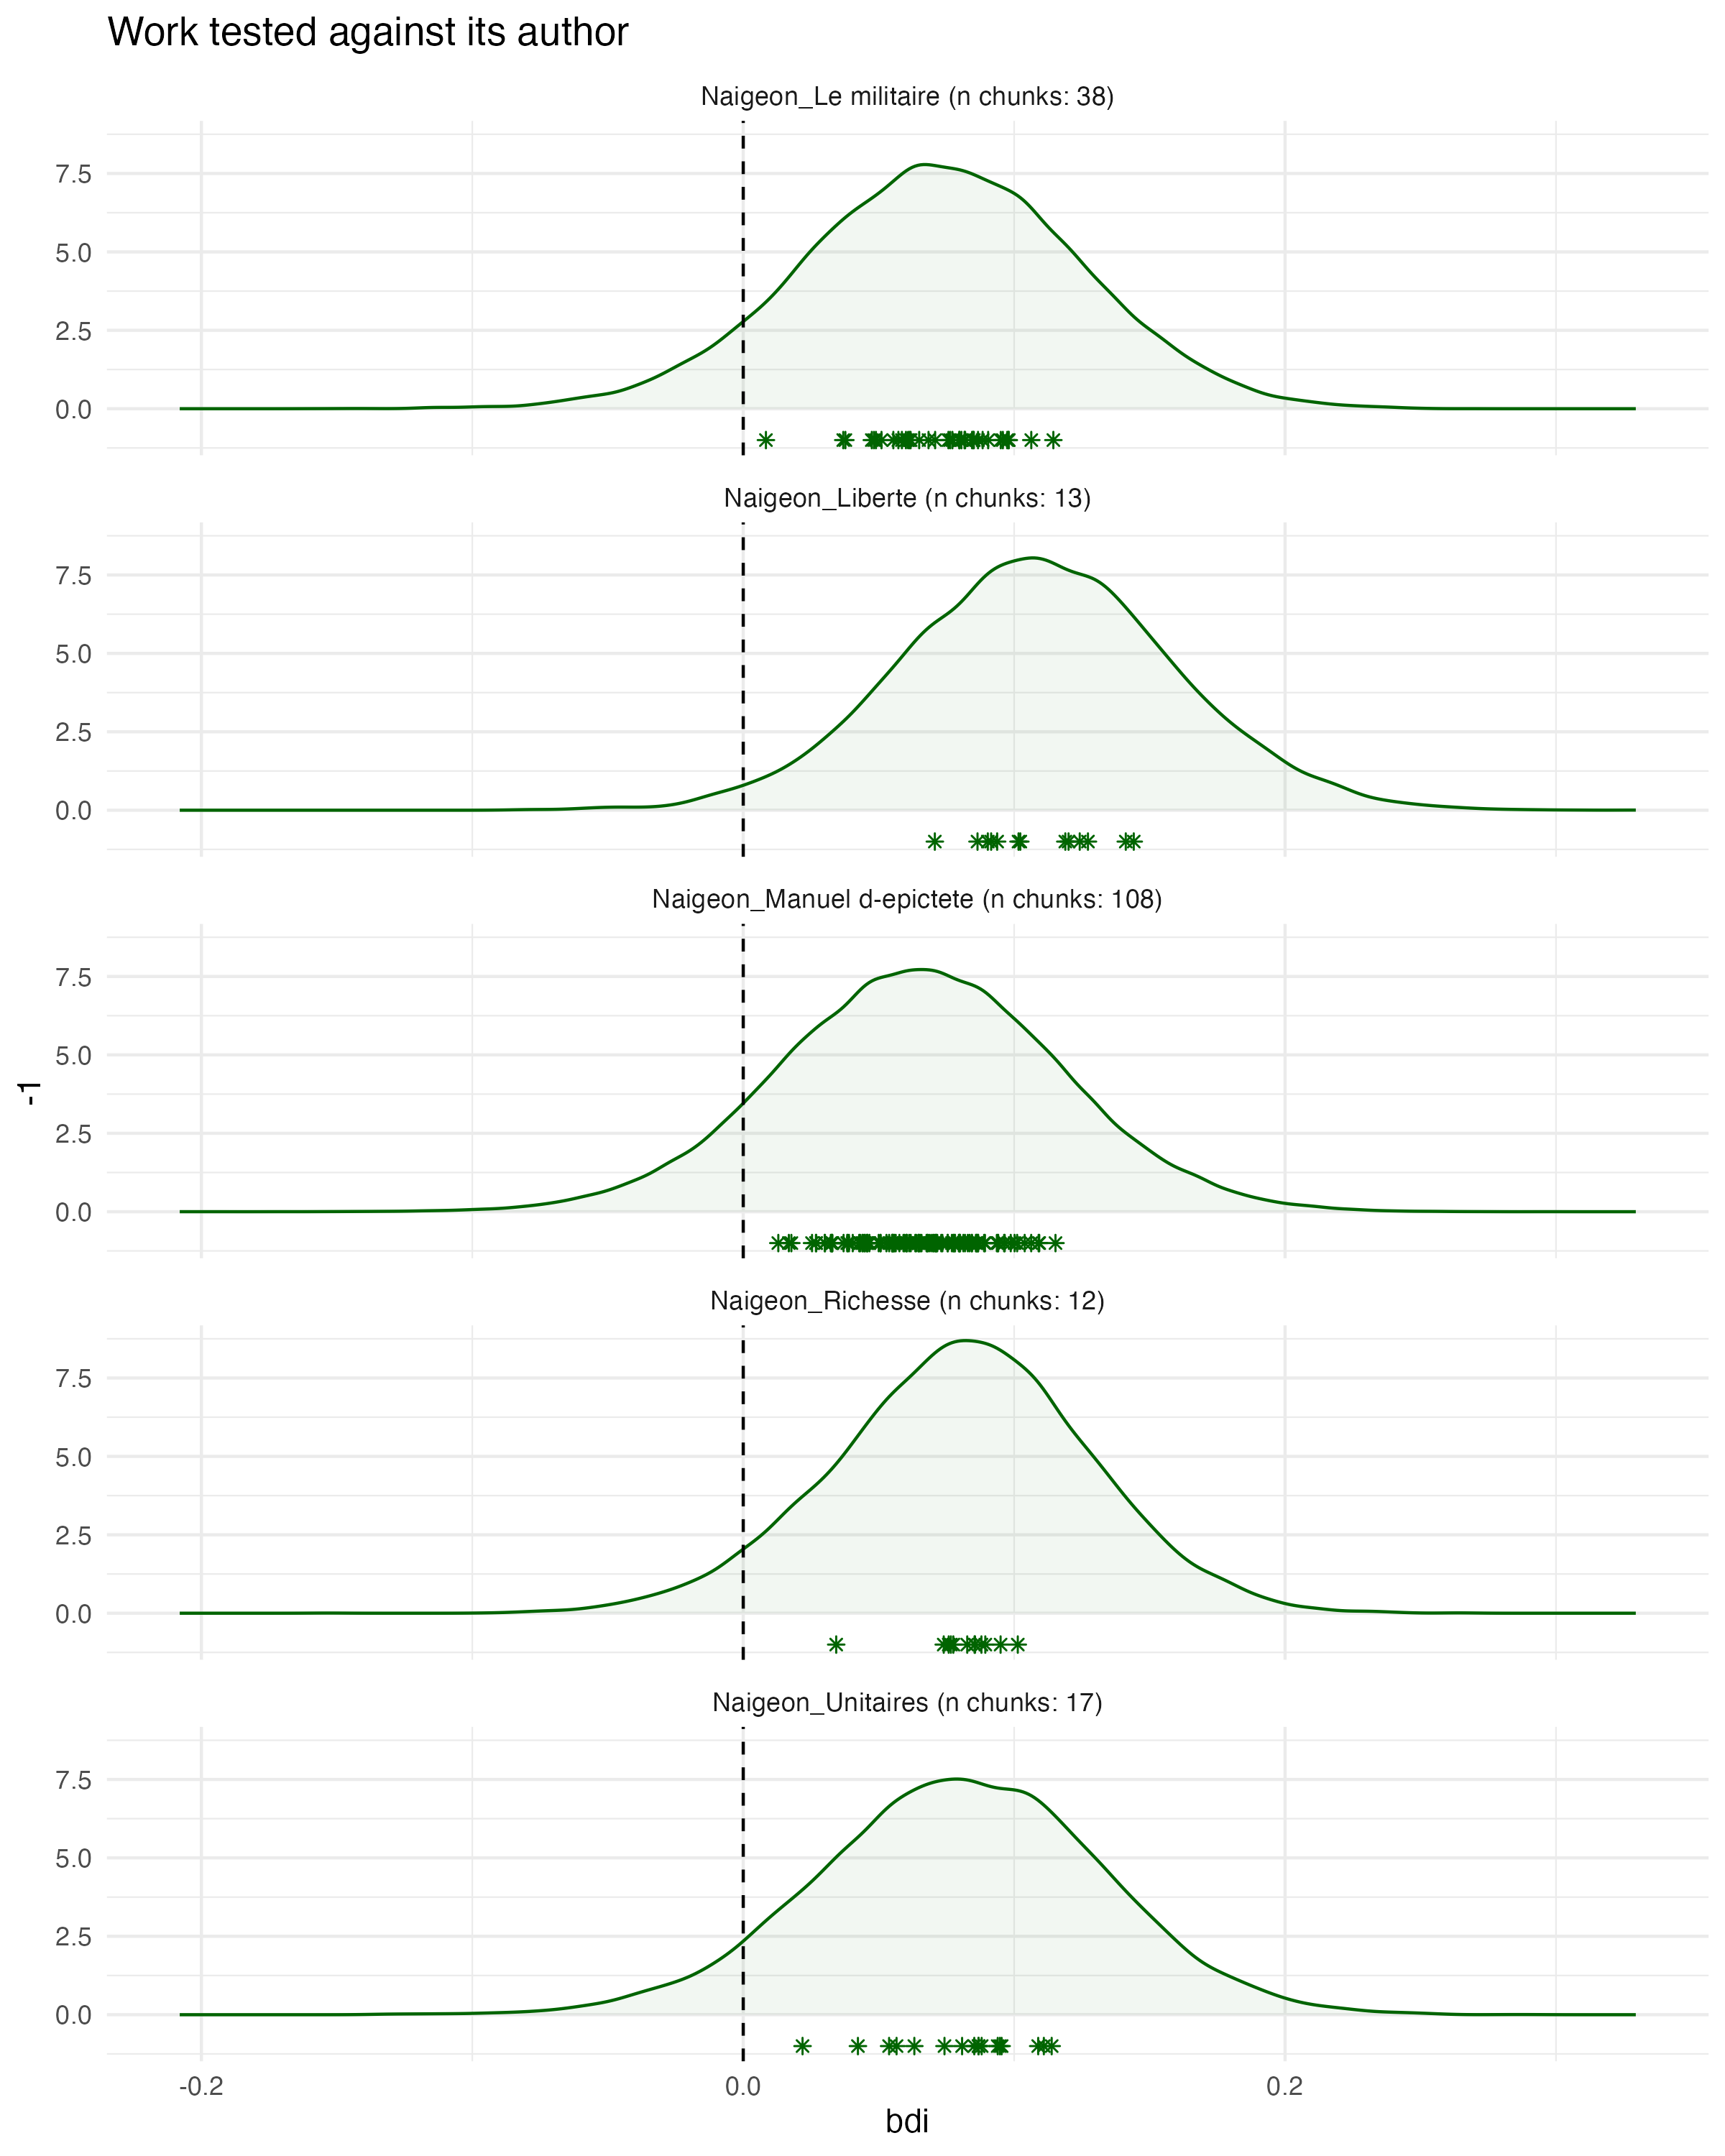 Work tested against its author
Naigeon_Le militaire (n chunks: 38)
7.5
5.0
2.5
0.0
Naigeon_Liberte (n chunks: 13)
7.5
5.0
2.5
0.0
Naigeon_Manuel d-epictete (n chunks: 108)
7.5
5.0
2.5
0.0
-1
Naigeon_Richesse (n chunks: 12)
7.5
5.0
2.5
0.0
Naigeon_Unitaires (n chunks: 17)
7.5
5.0
2.5
0.0
-0.2 0.0 0.2
bdi